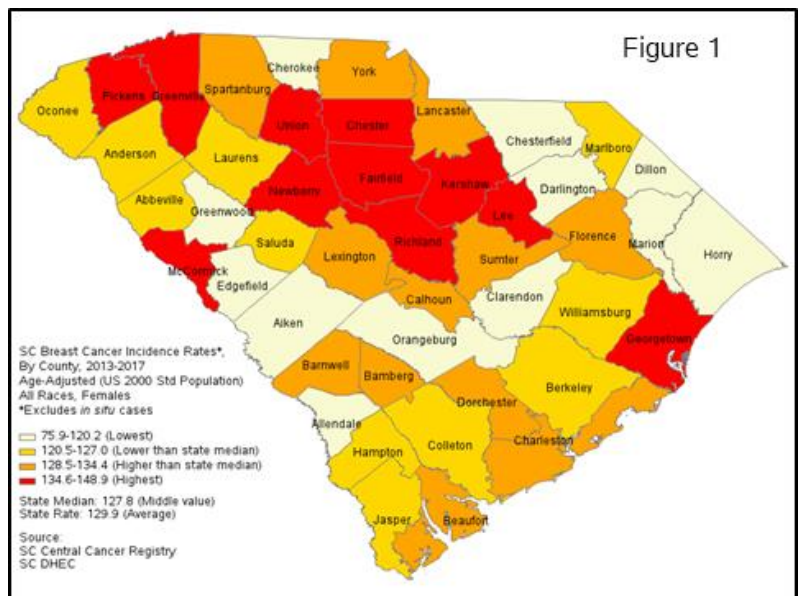 Figure 1
Cherokee
York
Spartanburg
Pickens
Greenville
Oconee
Union
Chester
Lancaster
Chesterfield
Marlboro
Anderson
Laurens
Dillon
Darlington
Fairfield
Kershaw
Newberry
Abbeville
Greenwood
Lee
Saluda
Richland
Florence
Marion
Horry
Lexington
Sumter
McCormick
Edgefield
Calhoun
Clarendon
Williamsburg
Aiken
Orangeburg
Georgetown
Barnwell
Bamberg
Berkeley
Dorchester
Allendale
Charleston
Colleton
Hampton
Jasper
Beaufort
SC Breast Cancer Incidence Rates*,
By County, 2013-2017
Age-Adjusted (US 2000 Std Population)
All Races, Females
*Excludes in situ cases
75.9-120.2 (Lowest)
120.5-127.0 (Lower than state median)
128.5-134.4 (Higher than state median)
134.6-148.9 (Highest)
State Median: 127.8 (Middle value)
State Rate: 129.9 (Average)
Source:
SC Central Cancer Registry
SC DHEC